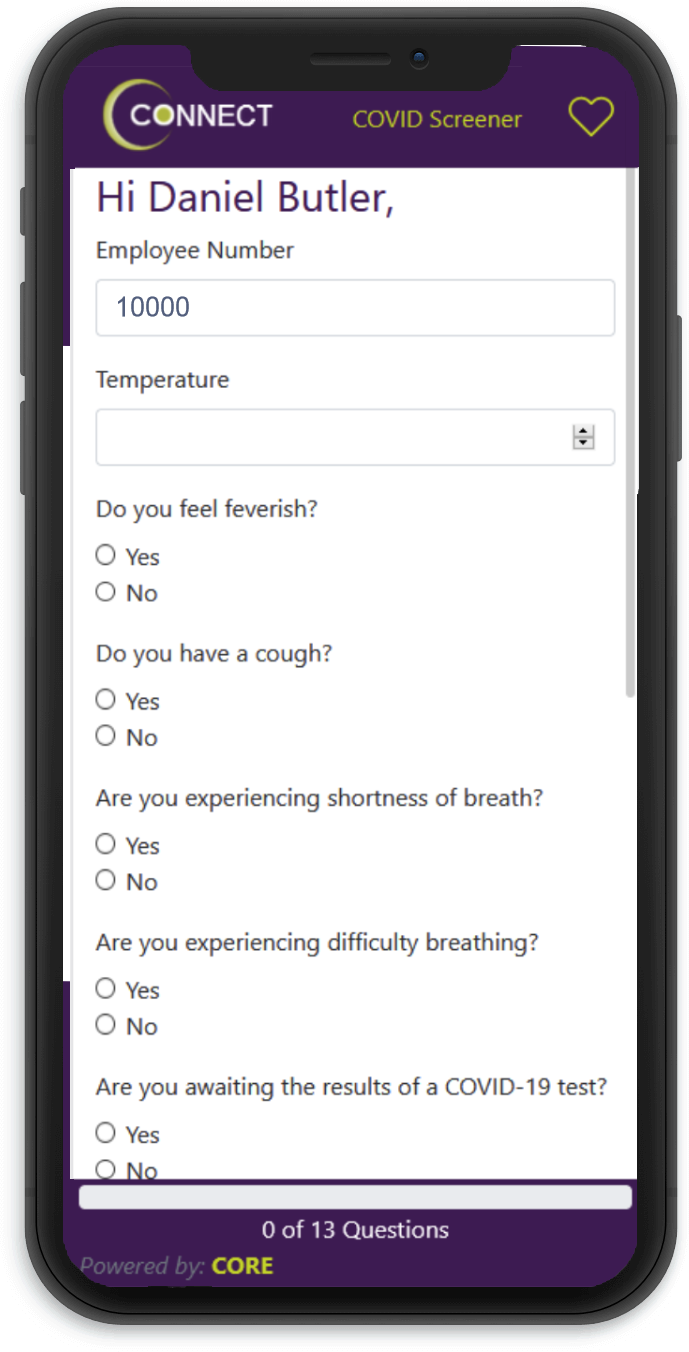 CONNECT
COVID Screener
Hi Daniel Butler,
Employee Number
10000
Temperature
Do you feel feverish?
Yes
No
Do you have a cough?
Yes
No
Are you experiencing shortness of breath?
Yes
No
Are you experiencing difficulty breathing?
Yes
No
Are you awaiting the results of a COVID-19 test?
Yes
No
0 of 13 Questions
Powered by: CORE